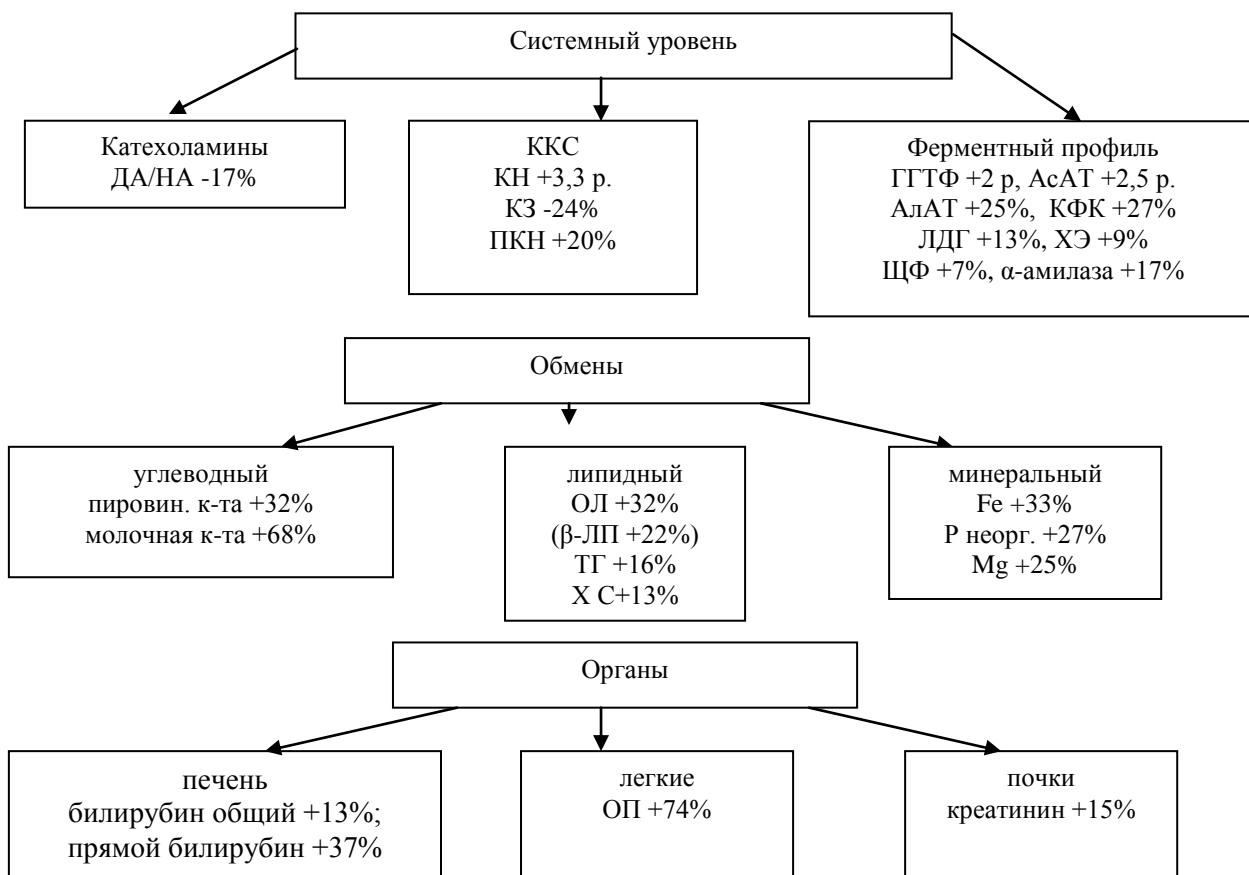 Системный уровень
Катехоламины
ДА/НА -17%
ККС
КН +3,3 р.
КЗ -24%
ПКН +20%
Ферментный профиль
ГГТФ +2 р, АсАТ +2,5 р.
АлАТ +25%, КФК +27%
ЛДГ +13%, ХЭ +9%
ЩФ +7%, α-амилаза +17%
Обмены
углеводный
пировин. к-та +32%
молочная к-та +68%
липидный
ОЛ +32%
(β-ЛП +22%)
ТГ +16%
Х С+13%
минеральный
Fe +33%
Р неорг. +27%
Mg +25%
Органы
печень
билирубин общий +13%;
прямой билирубин +37%
легкие
ОП +74%
почки
креатинин +15%